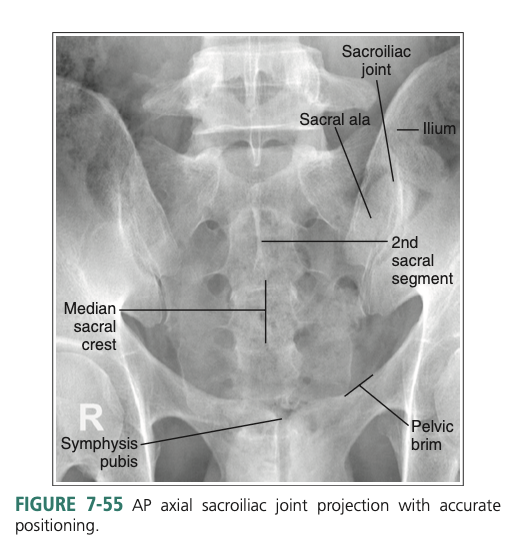 Sacroiliac
joint
Sacral ala
Ilium
2nd
sacral
segment
Median
sacral
crest
R
Symphysis
pubis
Pelvic
brim
FIGURE 7-55 AP axial sacroiliac joint projection with accurate
positioning.